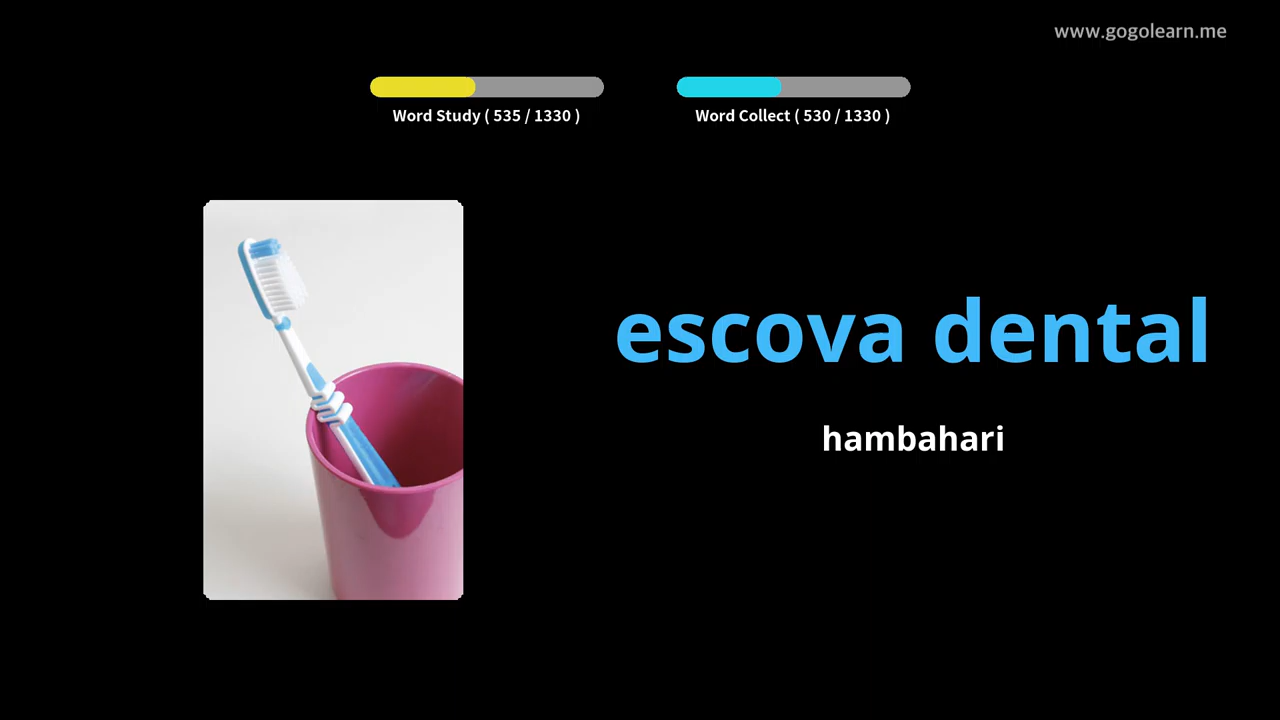 www.gogolearn.me
Word Study ( 535 / 1330 )
Word Collect ( 530 / 1330 )
escova dental
hambahari